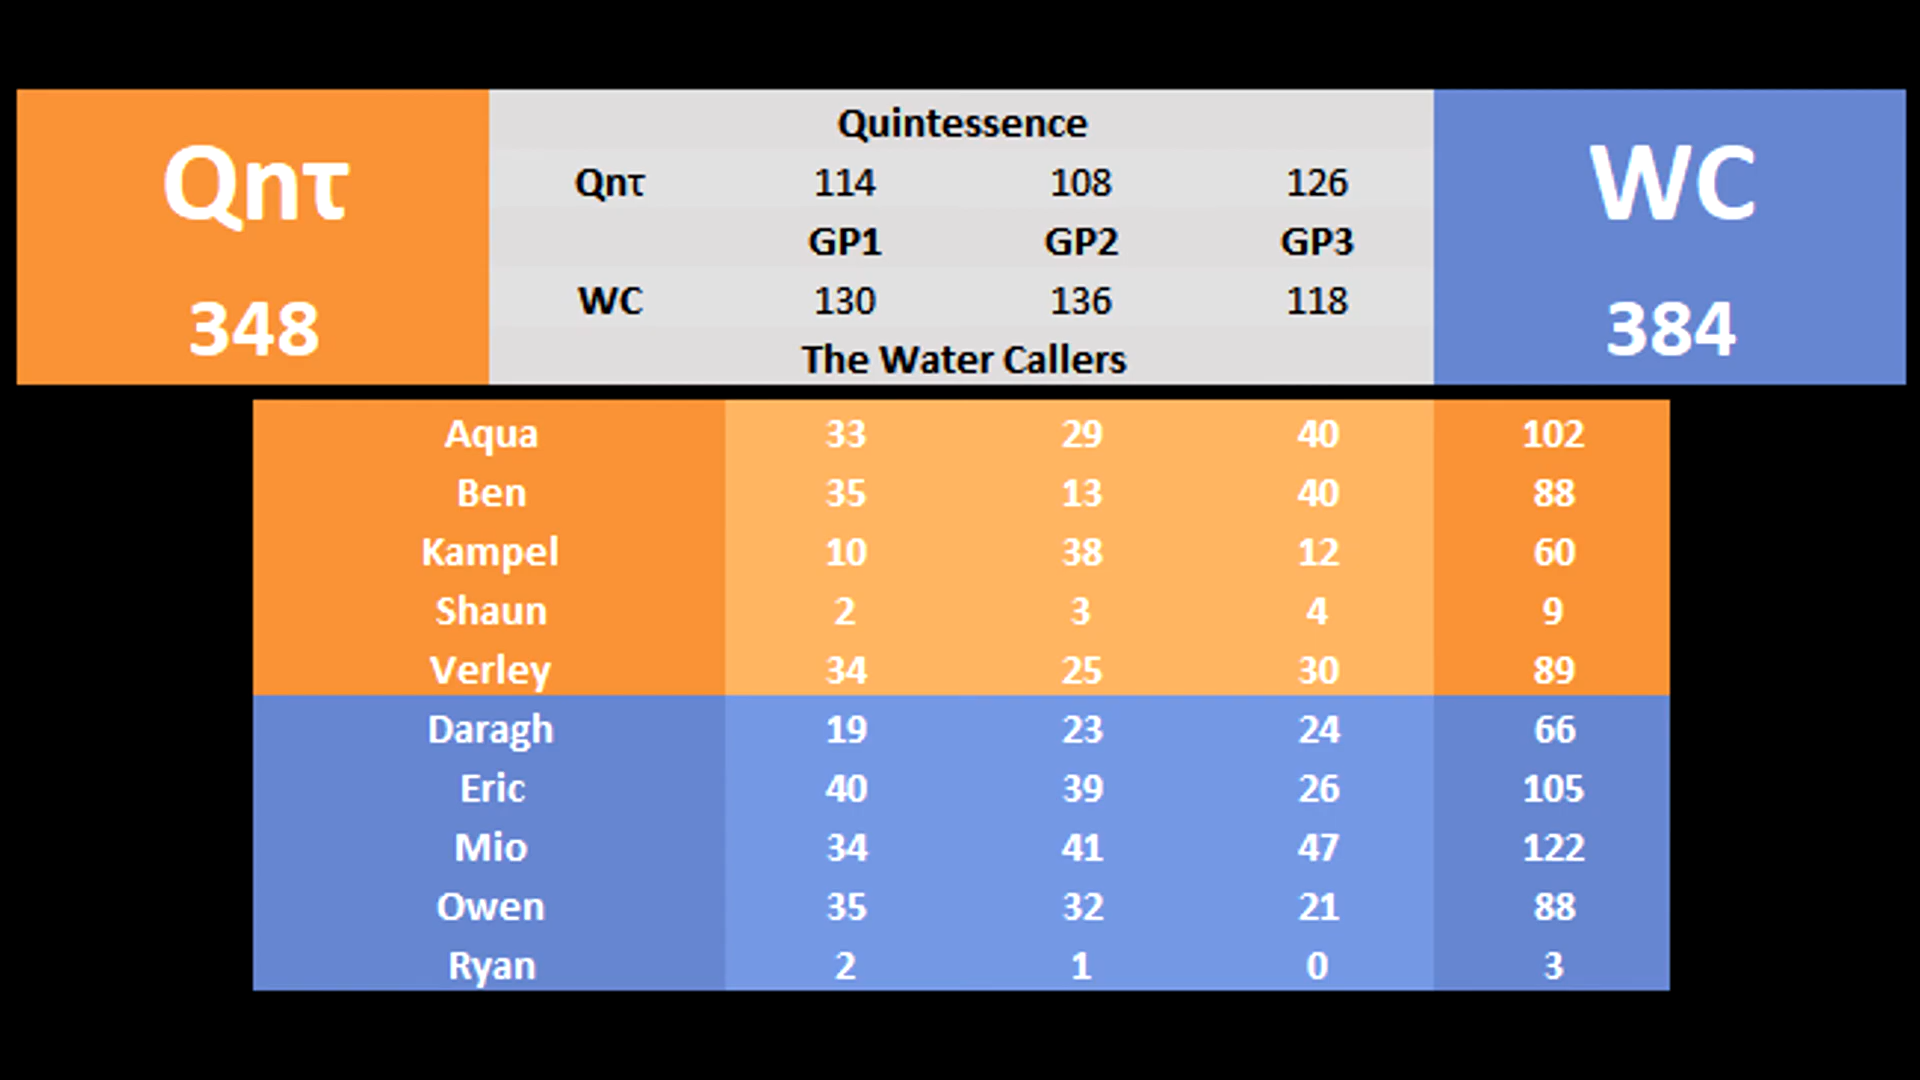 Qnτ
348
Quintessence
Qnτ 114 108 126
GP1 GP2 GP3
WC 130 136 118
The Water Callers
WC
384
Aqua 33 29 40 102
Ben 35 13 40 88
Kampel 10 38 12 60
Shaun 2 3 4 9
Verley 34 25 30 89
Daragh 19 23 24 66
Eric 40 39 26 105
Mio 34 41 47 122
Owen 35 32 21 88
Ryan 2 1 0 3